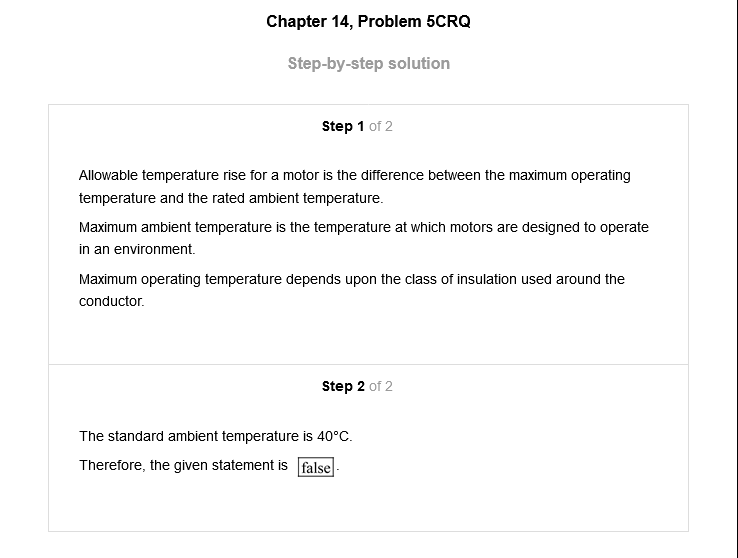 Chapter 14, Problem 5CRQ
Step-by-step solution
Step 1 of 2
Allowable temperature rise for a motor is the difference between the maximum operating
temperature and the rated ambient temperature.
Maximum ambient temperature is the temperature at which motors are designed to operate
in an environment.
Maximum operating temperature depends upon the class of insulation used around the
conductor.
Step 2 of 2
The standard ambient temperature is 40°C.
Therefore, the given statement is false.